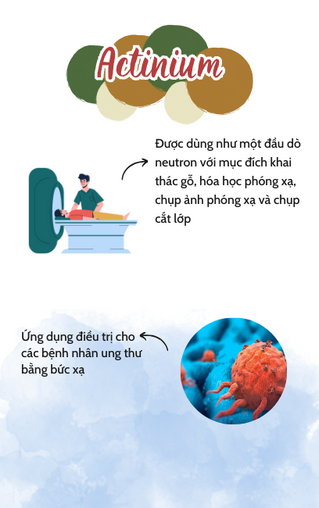 Actinium
Được dùng như một đầu dò
neutron với mục đích khai
thác gỗ, hóa học phóng xạ,
chụp ảnh phóng xạ và chụp
cắt lớp
Ứng dụng điều trị cho
các bệnh nhân ung thư
bằng bức xạ